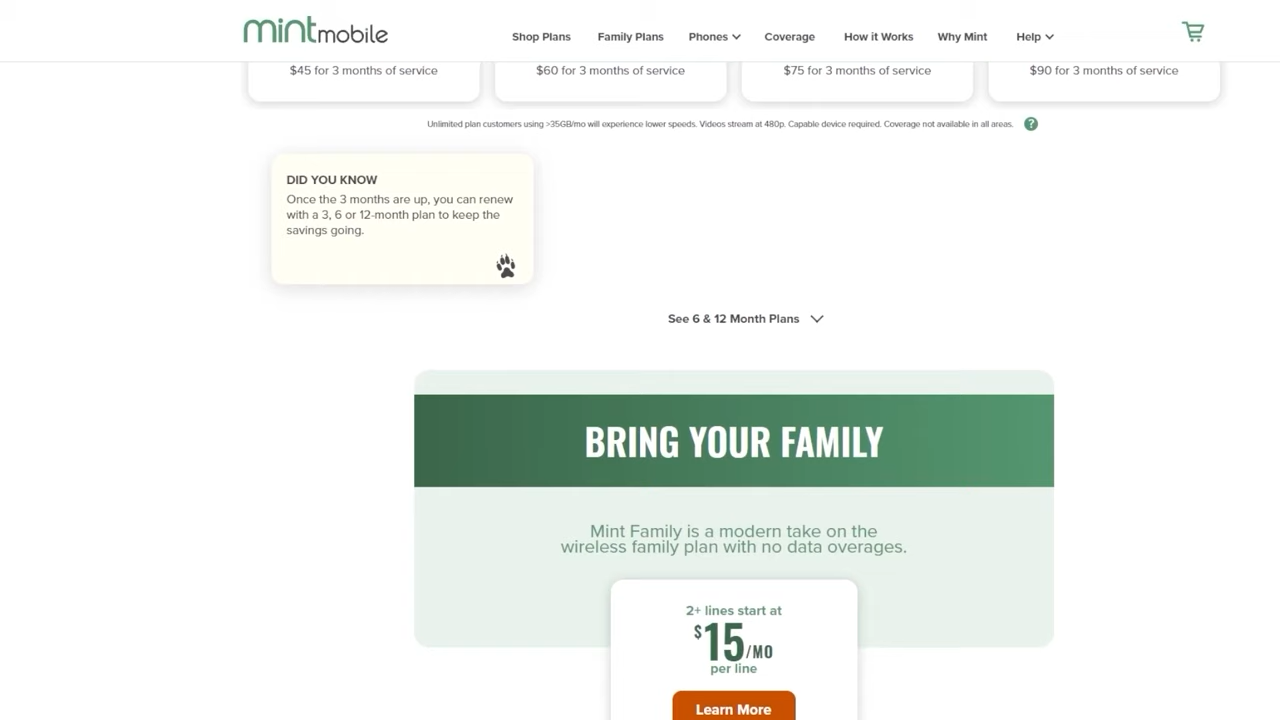 mintmobile
Shop Plans
Family Plans
Phones
Coverage
How it Works
Why Mint
Help
$45 for 3 months of service
$60 for 3 months of service
$75 for 3 months of service
$90 for 3 months of service
Unlimited plan customers using >35GB/mo will experience lower speeds. Videos stream at 480p. Capable device required. Coverage not available in all areas.
?
DID YOU KNOW
Once the 3 months are up, you can renew
with a 3, 6 or 12-month plan to keep the
savings going.
See 6 & 12 Month Plans
BRING YOUR FAMILY
Mint Family is a modern take on the
wireless family plan with no data overages.
2+ lines start at
$15/MO
per line
Learn More